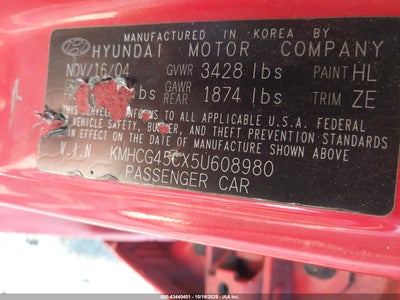 MANUFACTURED IN KOREA BY
HYUNDAI MOTOR COMPANY
NOV/16/04 GVWR 3428 lbs PAINT HL
lbs GAWR REAR 1874 lbs TRIM ZE
THIS VEHICLE CONFORMS TO ALL APPLICABLE U.S.A. FEDERAL
VEHICLE SAFETY, BUMPER, AND THEFT PREVENTION STANDARDS
IN EFFECT ON THE DATE OF MANUFACTURE SHOWN ABOVE
V.I.N KMHCG45CX5U608980
PASSENGER CAR
000-43440401 - 10/18/2025 - IAA Inc.